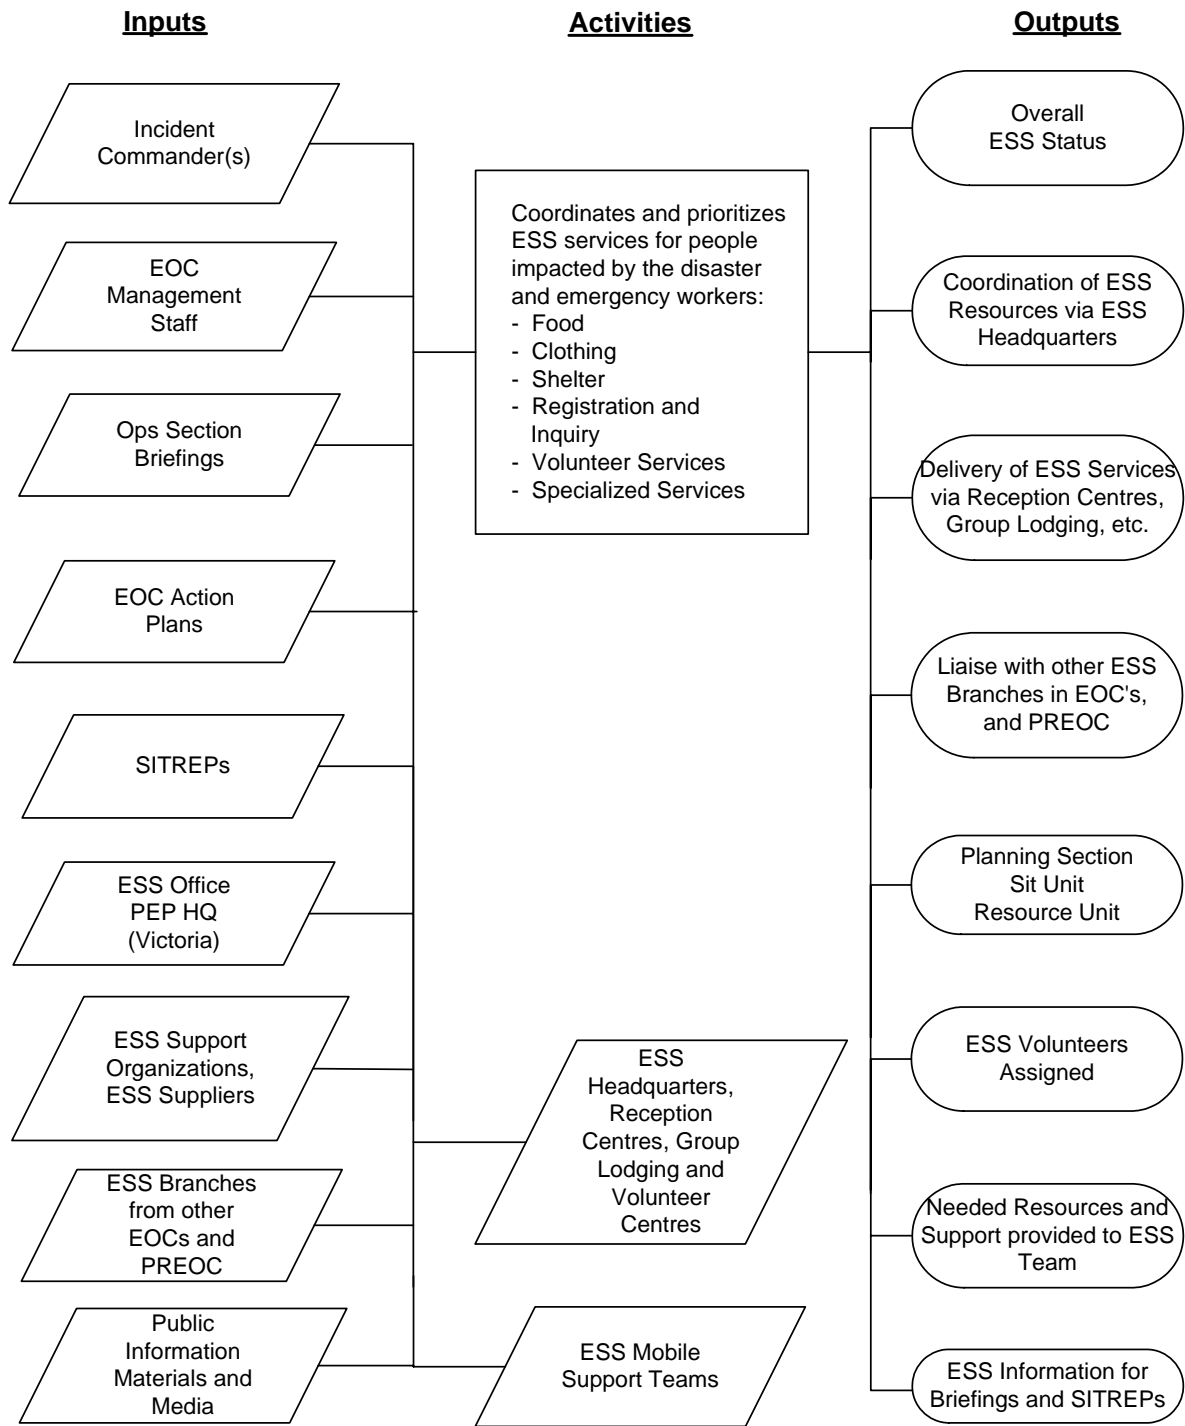 Inputs
Activities
Outputs
Incident
Commander(s)
EOC
Management
Staff
Ops Section
Briefings
EOC Action
Plans
SITREPs
ESS Office
PEP HQ
(Victoria)
ESS Support
Organizations,
ESS Suppliers
ESS Branches
from other
EOCs and
PREOC
Public
Information
Materials and
Media
Coordinates and prioritizes
ESS services for people
impacted by the disaster
and emergency workers:
- Food
- Clothing
- Shelter
- Registration and
Inquiry
- Volunteer Services
- Specialized Services
ESS
Headquarters,
Reception
Centres, Group
Lodging and
Volunteer
Centres
ESS Mobile
Support Teams
Overall
ESS Status
Coordination of ESS
Resources via ESS
Headquarters
Delivery of ESS Services
via Reception Centres,
Group Lodging, etc.
Liaise with other ESS
Branches in EOC's,
and PREOC
Planning Section
Sit Unit
Resource Unit
ESS Volunteers
Assigned
Needed Resources and
Support provided to ESS
Team
ESS Information for
Briefings and SITREPs